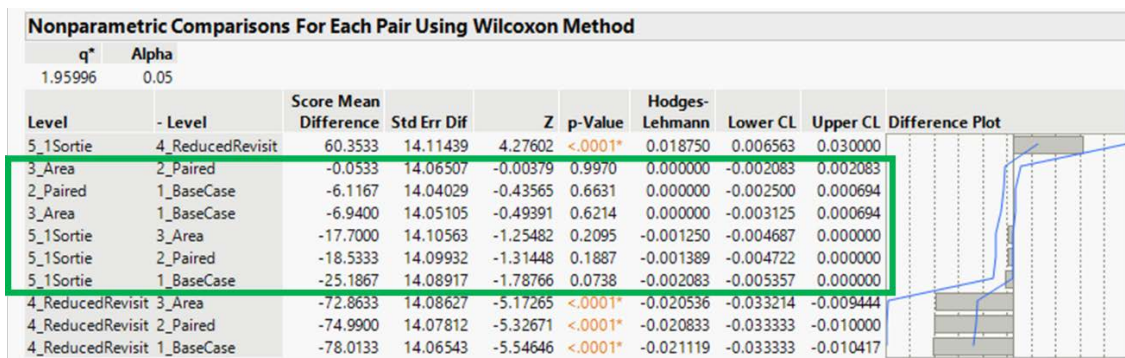 Nonparametric Comparisons For Each Pair Using Wilcoxon Method
q* Alpha
1.95996 0.05
Score Mean Hodges-
Level - Level Difference Std Err Dif Z p-Value Lehmann Lower CL Upper CL Difference Plot
5_1Sortie 4_ReducedRevisit 60.3533 14.11439 4.27602 <.0001* 0.018750 0.006563 0.030000
3_Area 2_Paired -0.0533 14.06507 -0.00379 0.9970 0.000000 -0.002083 0.002083
2_Paired 1_BaseCase -6.1167 14.04029 -0.43565 0.6631 0.000000 -0.002500 0.000694
3_Area 1_BaseCase -6.9400 14.05105 -0.49391 0.6214 0.000000 -0.003125 0.000694
5_1Sortie 3_Area -17.7000 14.10563 -1.25482 0.2095 -0.001250 -0.004687 0.000000
5_1Sortie 2_Paired -18.5333 14.09932 -1.31448 0.1887 -0.001389 -0.004722 0.000000
5_1Sortie 1_BaseCase -25.1867 14.08917 -1.78766 0.0738 -0.002083 -0.005357 0.000000
4_ReducedRevisit 3_Area -72.8633 14.08627 -5.17265 <.0001* -0.020536 -0.033214 -0.009444
4_ReducedRevisit 2_Paired -74.9900 14.07812 -5.32671 <.0001* -0.020833 -0.033333 -0.010000
4_ReducedRevisit 1_BaseCase -78.0133 14.06543 -5.54646 <.0001* -0.021119 -0.033333 -0.010417